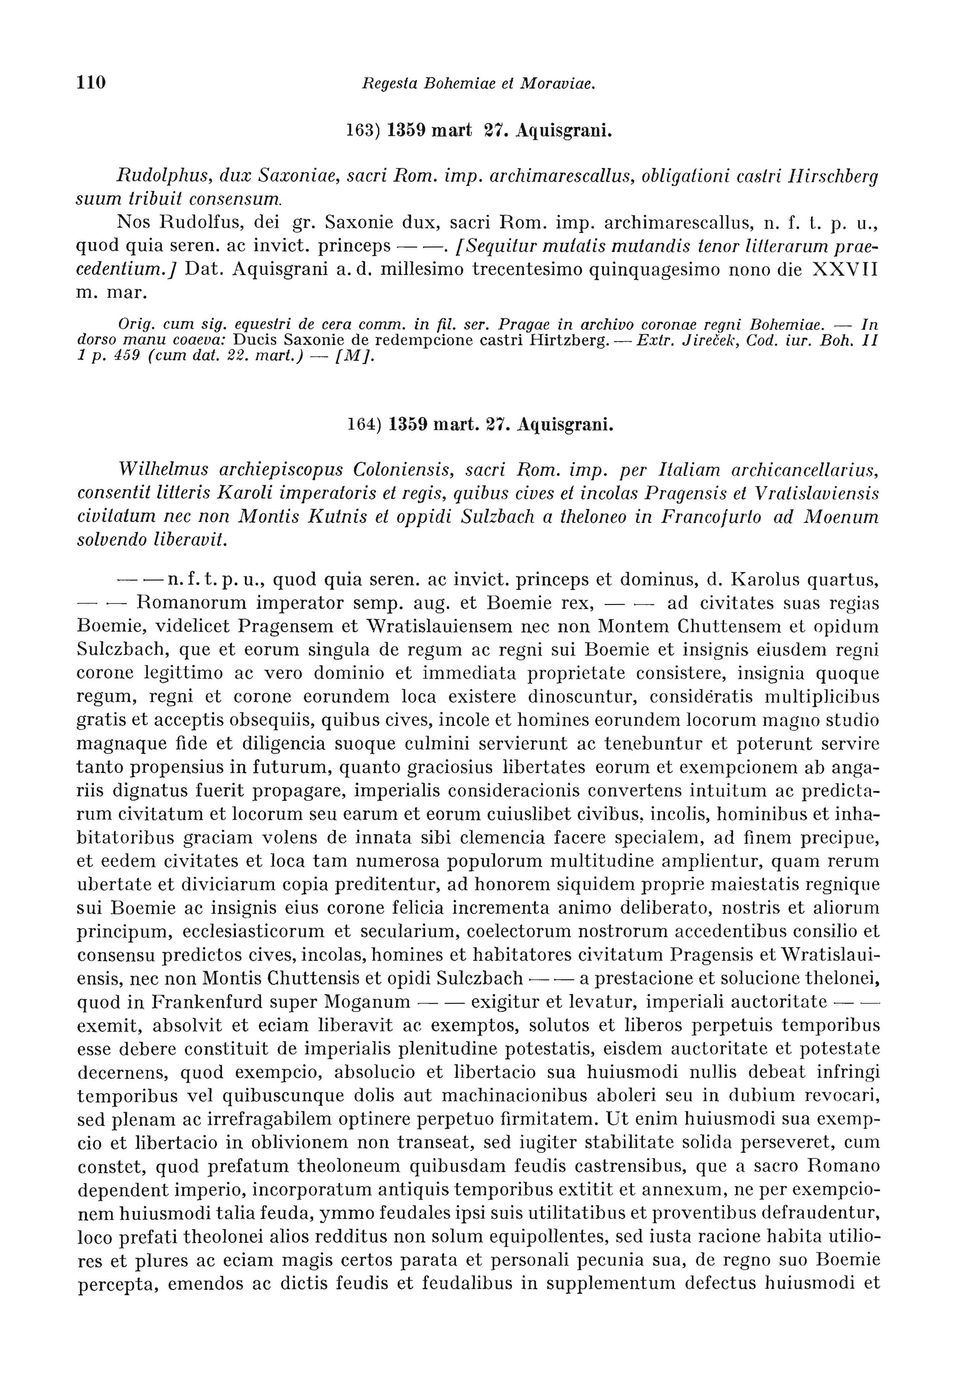 110 Regesta Bohemiae et Moraviae.
163) 1359 mart 27. Aquisgrani.
Rudolphus, dux Saxoniae, sacri Rom. imp. archimarescallus, obligationi castri Hirschberg
suum tribuit consensum.
Nos Rudolfus, dei gr. Saxonie dux, sacri Rom. imp. archimarescallus, n. f. t. p. u.,
quod quia seren. ac invict. princeps — —. [Sequitur mutatis mutandis tenor litterarum prae-
cedentium.] Dat. Aquisgrani a. d. millesimo trecentesimo quinquagesimo nono die XXVII
m. mar.
Orig. cum sig. equestri de cera comm. in fil. ser. Pragae in archivo coronae regni Bohemiae. — In
dorso manu coaeva: Ducis Saxonie de redempcione castri Hirtzberg. — Extr. Jireček, Cod. iur. Boh. II
1 p. 459 (cum dat. 22. mart.) — [M].
164) 1359 mart. 27. Aquisgrani.
Wilhelmus archiepiscopus Coloniensis, sacri Rom. imp. per Italiam archicancellarius,
consentit litteris Karoli imperatoris et regis, quibus cives et incolas Pragensis et Vratislaviensis
civitatum nec non Montis Kutnis et oppidi Sulzbach a theloneo in Francofurto ad Moenum
solvendo liberavit.
— — n. f. t. p. u., quod quia seren. ac invict. princeps et dominus, d. Karolus quartus,
— — Romanorum imperator semp. aug. et Boemie rex, — — ad civitates suas regias
Boemie, videlicet Pragensem et Wratislauiensem nec non Montem Chuttensem et opidum
Sulczbach, que et eorum singula de regum ac regni sui Boemie et insignis eiusdem regni
corone legittimo ac vero dominio et immediata proprietate consistere, insignia quoque
regum, regni et corone eorundem loca existere dinoscuntur, consideratis multiplicibus
gratis et acceptis obsequiis, quibus cives, incole et homines eorundem locorum magno studio
magnaque fide et diligencia suoque culmini servierunt ac tenebuntur et poterunt servire
tanto propensius in futurum, quanto graciosius libertates eorum et exempcionem ab anga-
riis dignatus fuerit propagare, imperialis consideracionis convertens intuitum ac predicta-
rum civitatum et locorum seu earum et eorum cuiuslibet civibus, incolis, hominibus et inha-
bitatoribus graciam volens de innata sibi clemencia facere specialem, ad finem precipue,
et eedem civitates et loca tam numerosa populorum multitudine amplientur, quam rerum
ubertate et diviciarum copia preditentur, ad honorem siquidem proprie maiestatis regnique
sui Boemie ac insignis eius corone felicia incrementa animo deliberato, nostris et aliorum
principum, ecclesiasticorum et secularium, coelectorum nostrorum accedentibus consilio et
consensu predictos cives, incolas, homines et habitatores civitatum Pragensis et Wratislaui-
ensis, nec non Montis Chuttensis et opidi Sulczbach — — a prestacione et solucione thelonei,
quod in Frankenfurd super Moganum — — exigitur et levatur, imperiali auctoritate — —
exemit, absolvit et eciam liberavit ac exemptos, solutos et liberos perpetuis temporibus
esse debere constituit de imperialis plenitudine potestatis, eisdem auctoritate et potestate
decernens, quod exempcio, absolucio et libertacio sua huiusmodi nullis debeat infringi
temporibus vel quibuscunque dolis aut machinacionibus aboleri seu in dubium revocari,
sed plenam ac irrefragabilem optinere perpetuo firmitatem. Ut enim huiusmodi sua exemp-
cio et libertacio in oblivionem non transeat, sed iugiter stabilitate solida perseveret, cum
constet, quod prefatum theoloneum quibusdam feudis castrensibus, que a sacro Romano
dependent imperio, incorporatum antiquis temporibus extitit et annexum, ne per exempcio-
nem huiusmodi talia feuda, ymmo feudales ipsi suis utilitatibus et proventibus defraudentur,
loco prefati theolonei alios redditus non solum equipollentes, sed iusta racione habita utilio-
res et plures ac eciam magis certos parata et personali pecunia sua, de regno suo Boemie
percepta, emendos ac dictis feudis et feudalibus in supplementum defectus huiusmodi et